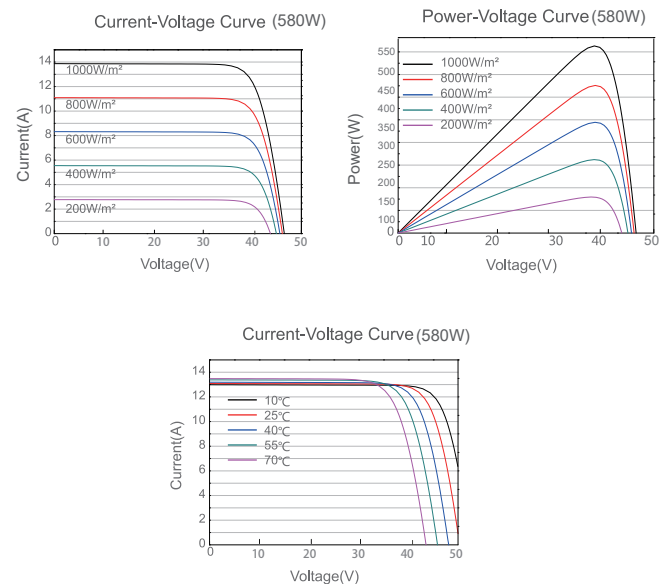 Current-Voltage Curve (580W)
14
12
10
8
6
4
2
0
1000W/m²
800W/m²
600W/m²
400W/m²
200W/m²
Current(A)
0 10 20 30 40 50
Voltage(V)
Power-Voltage Curve (580W)
550
500
450
400
350
300
250
200
150
100
0
1000W/m²
800W/m²
600W/m²
400W/m²
200W/m²
Power(W)
0 10 20 30 40 50
Voltage(V)
Current-Voltage Curve (580W)
14
12
10
8
6
4
2
0
10℃
25℃
40℃
55℃
70℃
Current(A)
0 10 20 30 40 50
Voltage(V)